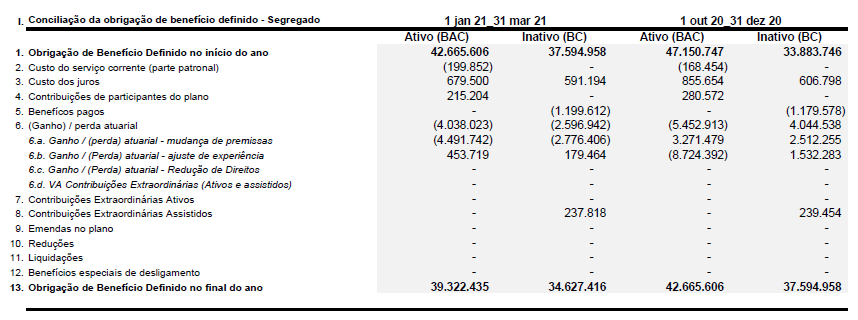 I. Conciliação da obrigação de benefício definido - Segregado 1 jan 21_31 mar 21 1 out 20_31 dez 20
Ativo (BAC) Inativo (BC) Ativo (BAC) Inativo (BC)
1. Obrigação de Benefício Definido no início do ano 42.665.606 37.594.958 47.150.747 33.883.746
2. Custo do serviço corrente (parte patronal) (199.852) - (168.454) -
3. Custo dos juros 679.500 591.194 855.654 606.798
4. Contribuições de participantes do plano 215.204 - 280.572 -
5. Benefícos pagos - (1.199.612) - (1.179.578)
6. (Ganho) / perda atuarial (4.038.023) (2.596.942) (5.452.913) 4.044.538
6.a. Ganho / (perda) atuarial - mudança de premissas (4.491.742) (2.776.406) 3.271.479 2.512.255
6.b. Ganho / (Perda) atuarial - ajuste de experiência 453.719 179.464 (8.724.392) 1.532.283
6.c. Ganho / (Perda) atuarial - Redução de Direitos - - - -
6.d. VA Contribuições Extraordinárias (Ativos e assistidos) - - - -
7. Contribuições Extraordinárias Ativos - - - -
8. Contribuições Extraordinárias Assistidos - 237.818 - 239.454
9. Emendas no plano - - - -
10. Reduções - - - -
11. Liquidações - - - -
12. Benefícios especiais de desligamento - - - -
13. Obrigação de Benefício Definido no final do ano 39.322.435 34.627.416 42.665.606 37.594.958